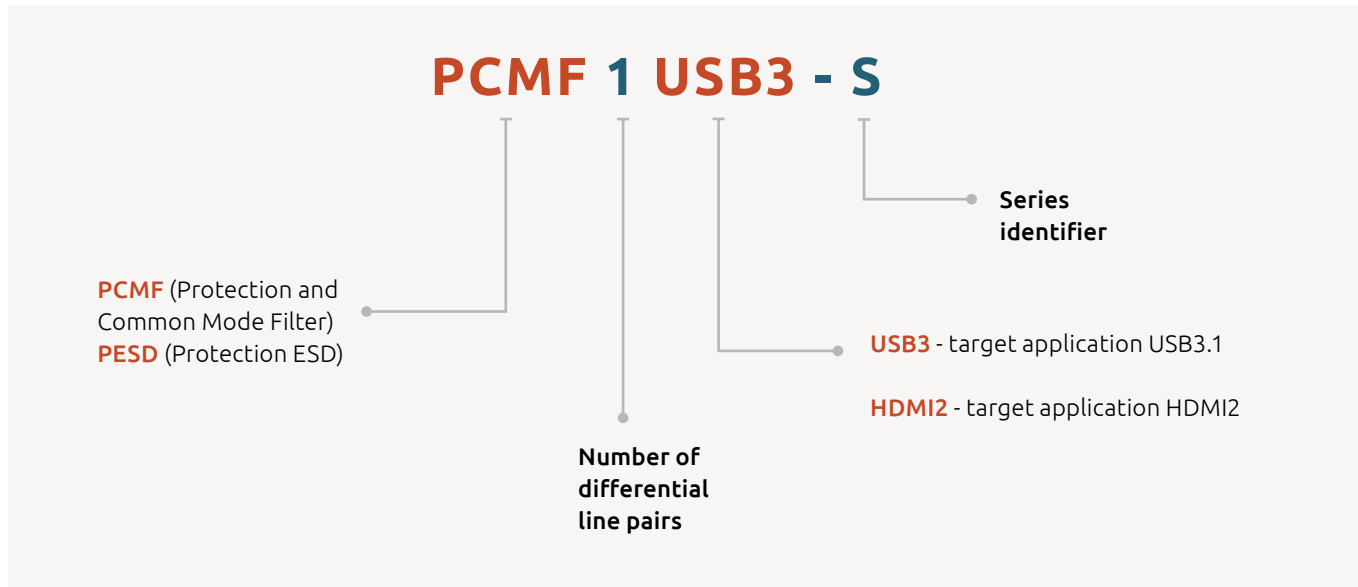 PCMF 1 USB3 - S
Series
identifier
PCMF (Protection and
Common Mode Filter)
PESD (Protection ESD)
USB3 - target application USB3.1
HDMI2 - target application HDMI2
Number of
differential
line pairs